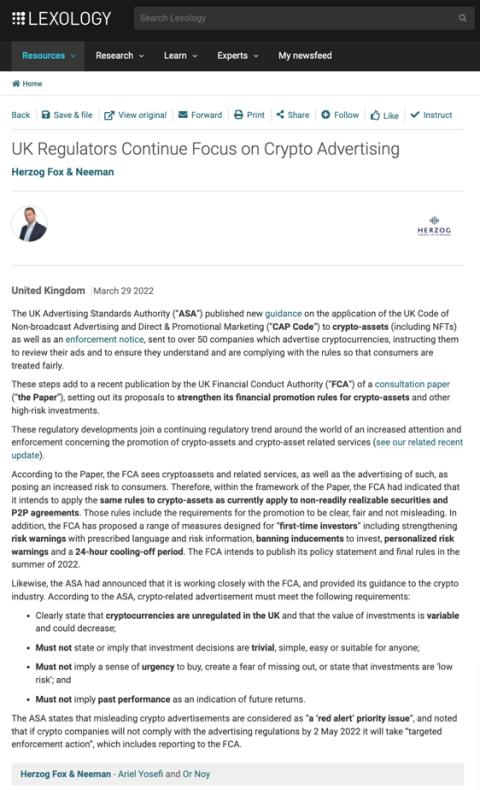 LEXOLOGY
Search Lexology
Resources
Research
Learn
Experts
My newsfeed
Home
Back
Save & file
View original
Forward
Print
Share
Follow
Like
Instruct
UK Regulators Continue Focus on Crypto Advertising
Herzog Fox & Neeman
HERZOG
United Kingdom
March 29 2022
The UK Advertising Standards Authority ("ASA") published new guidance on the application of the UK Code of
Non-broadcast Advertising and Direct & Promotional Marketing ("CAP Code") to crypto-assets (including NFTs)
as well as an enforcement notice, sent to over 50 companies which advertise cryptocurrencies, instructing them
to review their ads and to ensure they understand and are complying with the rules so that consumers are
treated fairly.
These steps add to a recent publication by the UK Financial Conduct Authority ("FCA") of a consultation paper
("the Paper"), setting out its proposals to strengthen its financial promotion rules for crypto-assets and other
high-risk investments.
These regulatory developments join a continuing regulatory trend around the world of an increased attention and
enforcement concerning the promotion of crypto-assets and crypto-asset related services (see our related recent
update).
According to the Paper, the FCA sees cryptoassets and related services, as well as the advertising of such, as
posing an increased risk to consumers. Therefore, within the framework of the Paper, the FCA had indicated that
it intends to apply the same rules to crypto-assets as currently apply to non-readily realizable securities and
P2P agreements. Those rules include the requirements for the promotion to be clear, fair and not misleading. In
addition, the FCA has proposed a range of measures designed for "first-time investors" including strengthening
risk warnings with prescribed language and risk information, banning inducements to invest, personalized risk
warnings and a 24-hour cooling-off period. The FCA intends to publish its policy statement and final rules in the
summer of 2022.
Likewise, the ASA had announced that it is working closely with the FCA, and provided its guidance to the crypto
industry. According to the ASA, crypto-related advertisement must meet the following requirements:
• Clearly state that cryptocurrencies are unregulated in the UK and that the value of investments is variable
and could decrease;
• Must not state or imply that investment decisions are trivial, simple, easy or suitable for anyone;
• Must not imply a sense of urgency to buy, create a fear of missing out, or state that investments are 'low
risk'; and
• Must not imply past performance as an indication of future returns.
The ASA states that misleading crypto advertisements are considered as "a 'red alert' priority issue", and noted
that if crypto companies will not comply with the advertising regulations by 2 May 2022 it will take "targeted
enforcement action", which includes reporting to the FCA.
Herzog Fox & Neeman - Ariel Yosefi and Or Noy